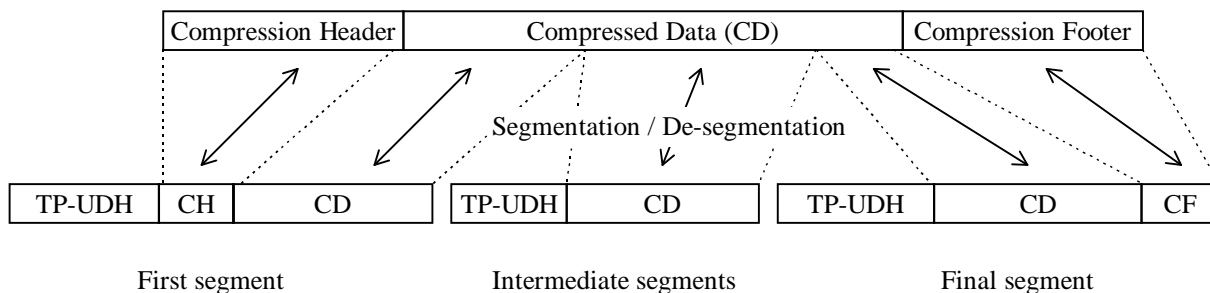 Compression Header Compressed Data (CD) Compression Footer
Segmentation / De-segmentation
TP-UDH CH CD TP-UDH CD TP-UDH CD CF
First segment Intermediate segments Final segment